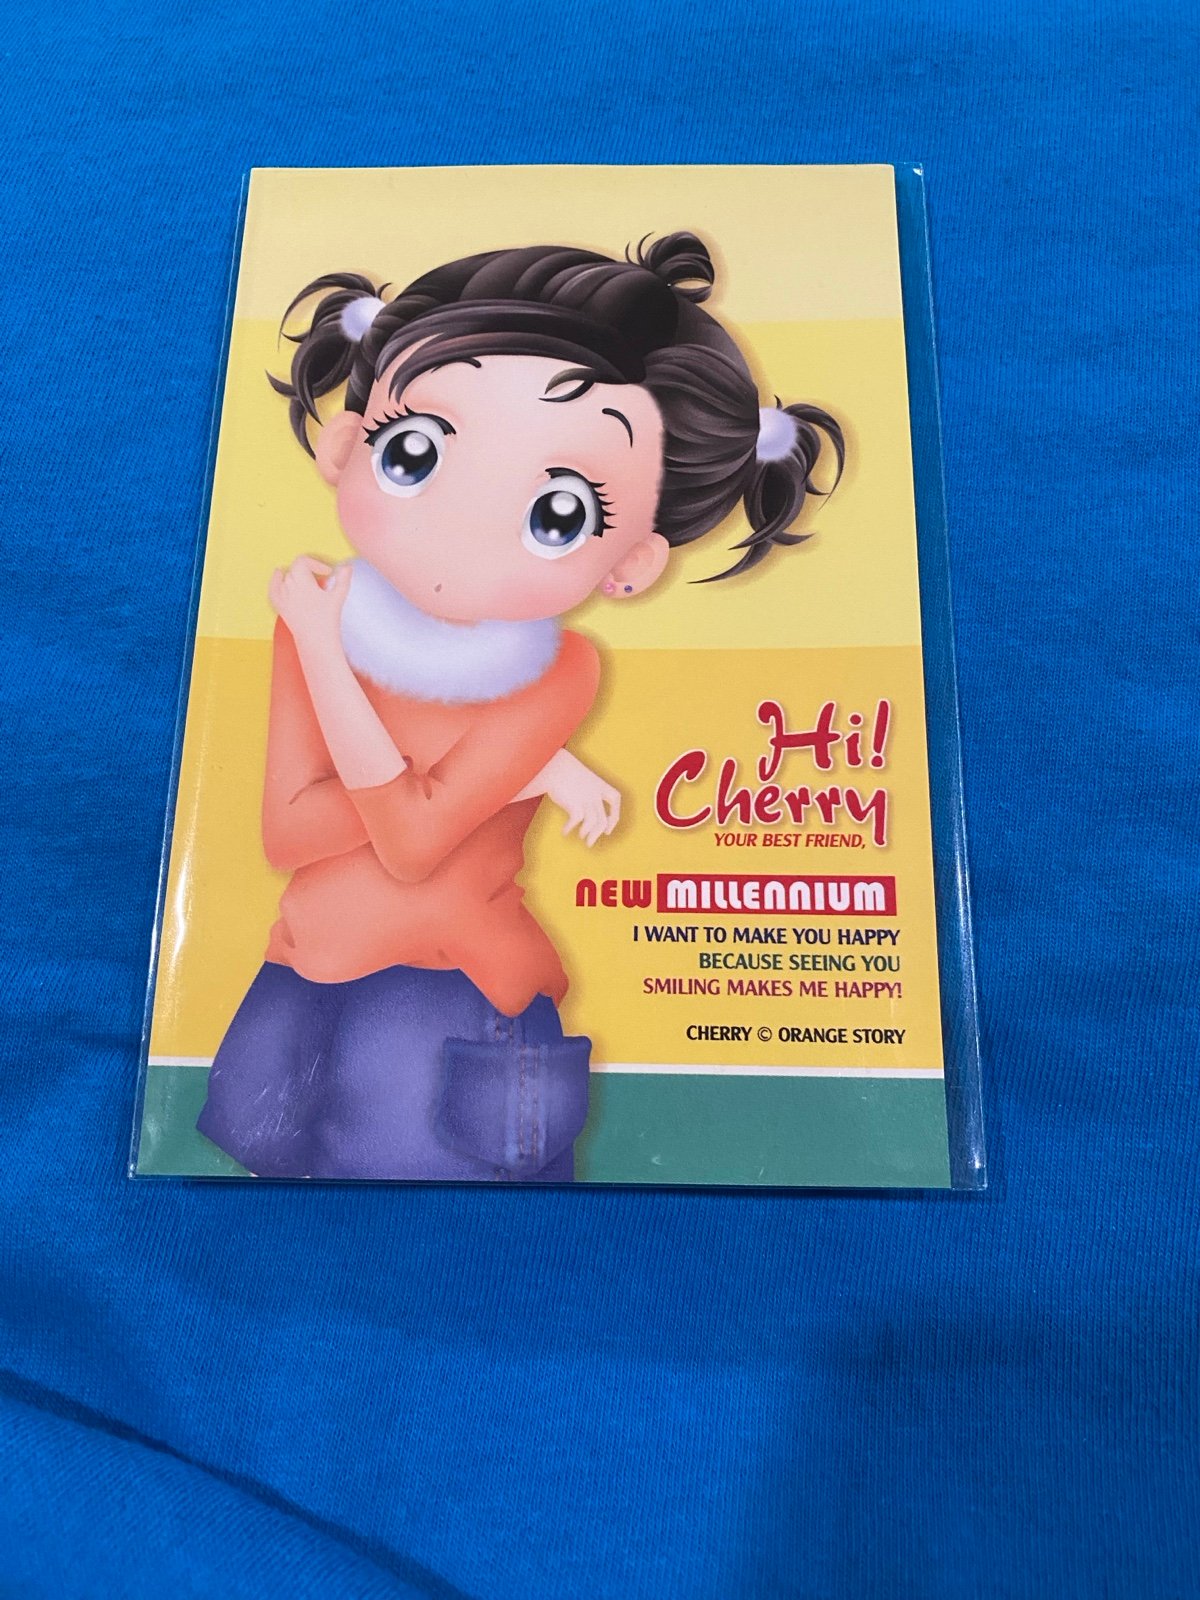 Hi!
Cherry
YOUR BEST FRIEND,
NEW MILLENNIUM
I WANT TO MAKE YOU HAPPY
BECAUSE SEEING YOU
SMILING MAKES ME HAPPY!
CHERRY © ORANGE STORY